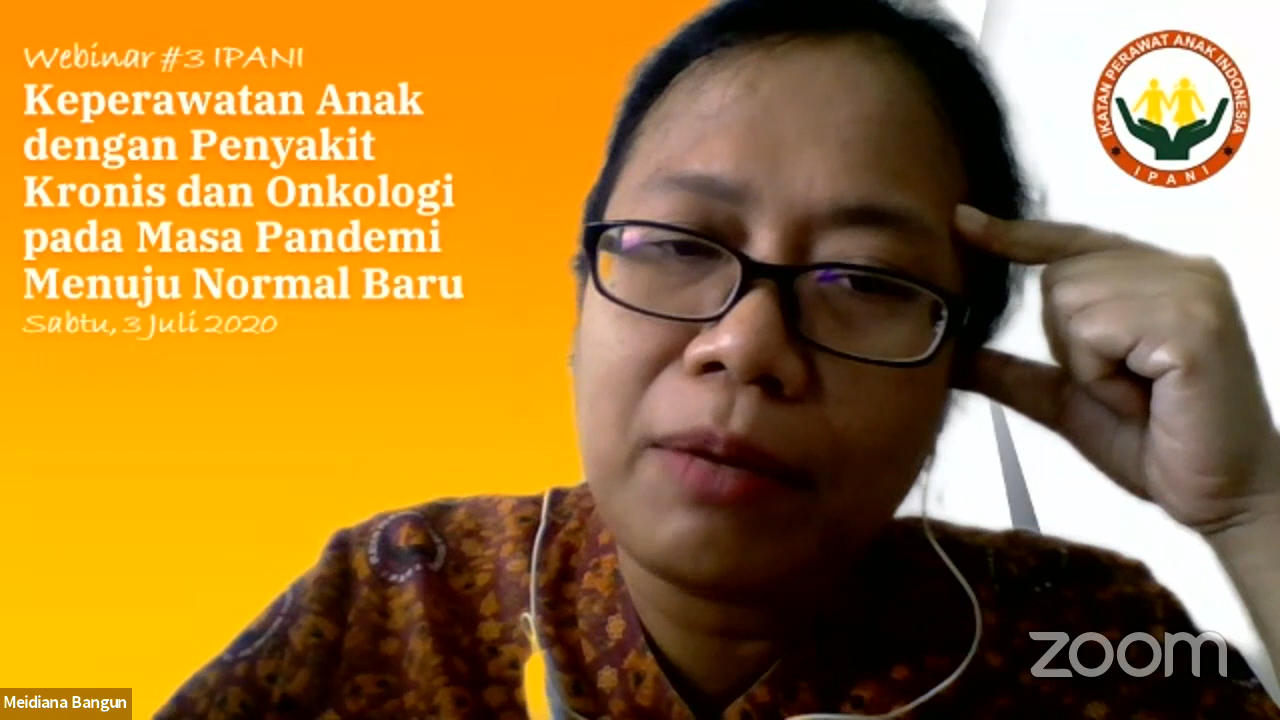 Webinar #3 IPANI
Keperawatan Anak
dengan Penyakit
Kronis dan Onkologi
pada Masa Pandemi
Menuju Normal Baru
Sabtu, 3 Juli 2020
IKATAN PERAWAT ANAK INDONESIA
IPANI
zoom
Meidiana Bangun